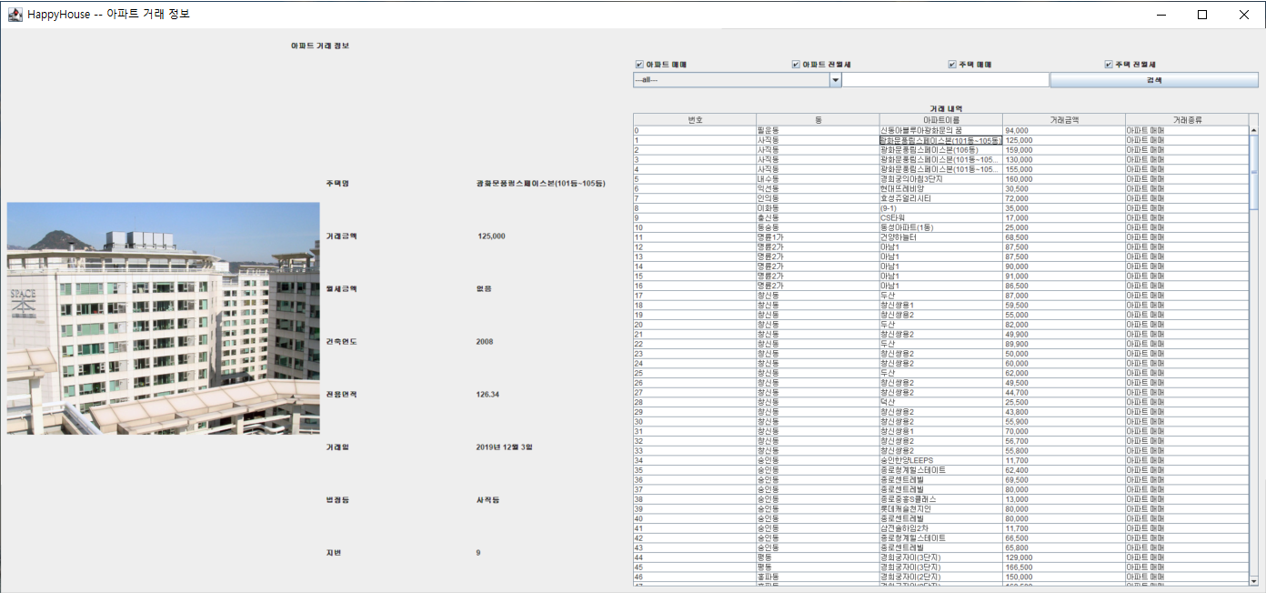 HappyHouse -- 아파트 거래 정보
아파트 거래 정보
아파트 매매 아파트 전월세 주택 매매 주택 전월세
---all--- 검색
주택명 광화문풍림스페이스본(101동~105동)
거래금액 125,000
월세금액 없음
건축연도 2008
전용면적 126.34
거래일 2019년 12월 3일
법정동 사직동
지번 9
SPACE
本
거래 내역
번호 동 아파트이름 거래금액 거래종류
0 필운동 신동아블루아광화문의 꿈 94,000 아파트 매매
1 사직동 광화문풍림스페이스본(101동~105동) 125,000 아파트 매매
2 사직동 광화문풍림스페이스본(106동) 159,000 아파트 매매
3 사직동 광화문풍림스페이스본(101동~105... 130,000 아파트 매매
4 사직동 광화문풍림스페이스본(101동~105... 155,000 아파트 매매
5 내수동 경희궁의아침3단지 160,000 아파트 매매
6 익선동 현대뜨레비앙 30,500 아파트 매매
7 인의동 효성쥬얼리시티 72,000 아파트 매매
8 이화동 (9-1) 35,000 아파트 매매
9 충신동 CS타워 17,000 아파트 매매
10 동숭동 동성아파트(1동) 25,000 아파트 매매
11 명륜1가 건양하늘터 68,500 아파트 매매
12 명륜2가 아남1 87,500 아파트 매매
13 명륜2가 아남1 87,500 아파트 매매
14 명륜2가 아남1 90,000 아파트 매매
15 명륜2가 아남1 91,000 아파트 매매
16 명륜2가 아남1 86,500 아파트 매매
17 창신동 두산 87,000 아파트 매매
18 창신동 창신쌍용1 59,500 아파트 매매
19 창신동 창신쌍용2 55,000 아파트 매매
20 창신동 두산 82,000 아파트 매매
21 창신동 창신쌍용2 49,900 아파트 매매
22 창신동 두산 89,900 아파트 매매
23 창신동 창신쌍용2 50,000 아파트 매매
24 창신동 창신쌍용2 60,000 아파트 매매
25 창신동 두산 62,000 아파트 매매
26 창신동 창신쌍용2 49,500 아파트 매매
27 창신동 창신쌍용2 44,700 아파트 매매
28 창신동 덕산 25,500 아파트 매매
29 창신동 창신쌍용2 43,800 아파트 매매
30 창신동 창신쌍용2 55,900 아파트 매매
31 창신동 창신쌍용1 70,000 아파트 매매
32 창신동 창신쌍용2 56,700 아파트 매매
33 창신동 창신쌍용2 55,800 아파트 매매
34 숭인동 숭인한양LEEPS 11,700 아파트 매매
35 숭인동 종로청계힐스테이트 62,400 아파트 매매
36 숭인동 종로센트레빌 69,500 아파트 매매
37 숭인동 종로센트레빌 80,000 아파트 매매
38 숭인동 종로중흥S클래스 13,000 아파트 매매
39 숭인동 롯데캐슬천지인 80,000 아파트 매매
40 숭인동 종로센트레빌 80,000 아파트 매매
41 숭인동 삼전솔하임2차 11,700 아파트 매매
42 숭인동 종로청계힐스테이트 66,500 아파트 매매
43 숭인동 종로센트레빌 65,800 아파트 매매
44 평동 경희궁자이(3단지) 129,000 아파트 매매
45 평동 경희궁자이(3단지) 166,500 아파트 매매
46 홍파동 경희궁자이(2단지) 150,000 아파트 매매